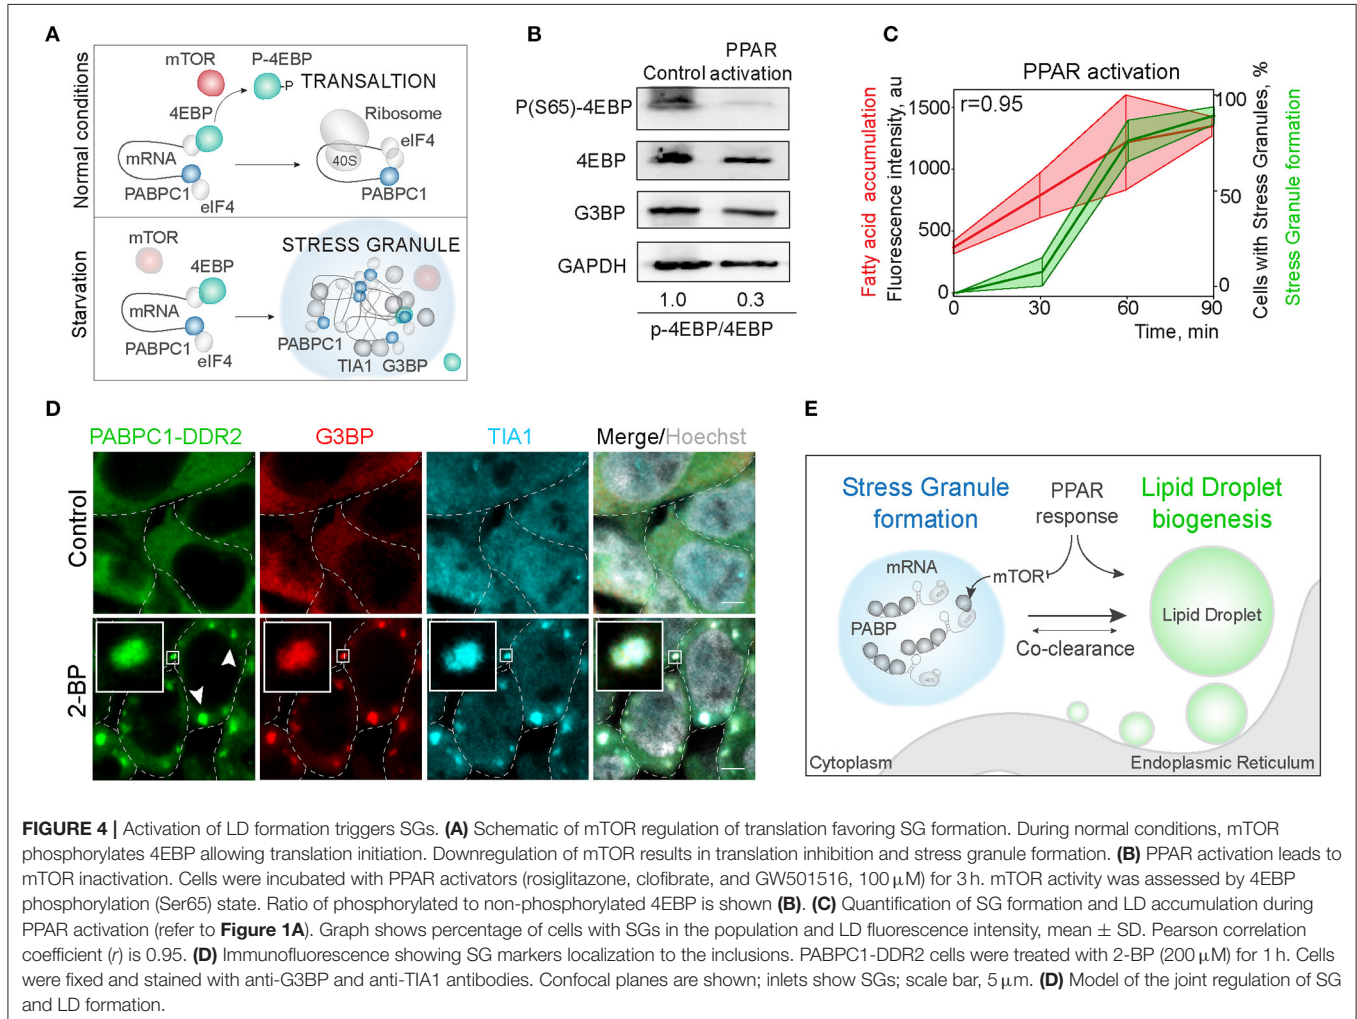 A
Normal conditions
mTOR
P-4EBP
-P
TRANSALTION
4EBP
mRNA
PABPC1
eIF4
Ribosome
eIF4
40S
PABPC1
Starvation
mTOR
STRESS GRANULE
4EBP
mRNA
PABPC1
eIF4
PABPC1
TIA1 G3BP
B
PPAR
Control activation
P(S65)-4EBP
4EBP
G3BP
GAPDH
1.0 0.3
p-4EBP/4EBP
C
PPAR activation
r=0.95
Fatty acid accumulation
Fluorescence intensity, au
1500
1000
500
0
100
50
0
Cells with Stress Granules, %
Stress Granule formation
0 30 60 90
Time, min
D
PABPC1-DDR2 G3BP TIA1 Merge/Hoechst
Control
2-BP
E
Stress Granule
formation
PPAR
response
Lipid Droplet
biogenesis
mRNA
mTOR
PABP
Lipid Droplet
Co-clearance
Cytoplasm
Endoplasmic Reticulum
FIGURE 4 | Activation of LD formation triggers SGs. (A) Schematic of mTOR regulation of translation favoring SG formation. During normal conditions, mTOR
phosphorylates 4EBP allowing translation initiation. Downregulation of mTOR results in translation inhibition and stress granule formation. (B) PPAR activation leads to
mTOR inactivation. Cells were incubated with PPAR activators (rosiglitazone, clofibrate, and GW501516, 100 μM) for 3 h. mTOR activity was assessed by 4EBP
phosphorylation (Ser65) state. Ratio of phosphorylated to non-phosphorylated 4EBP is shown (B). (C) Quantification of SG formation and LD accumulation during
PPAR activation (refer to Figure 1A). Graph shows percentage of cells with SGs in the population and LD fluorescence intensity, mean ± SD. Pearson correlation
coefficient (r) is 0.95. (D) Immunofluorescence showing SG markers localization to the inclusions. PABPC1-DDR2 cells were treated with 2-BP (200 μM) for 1 h. Cells
were fixed and stained with anti-G3BP and anti-TIA1 antibodies. Confocal planes are shown; inlets show SGs; scale bar, 5 μm. (D) Model of the joint regulation of SG
and LD formation.